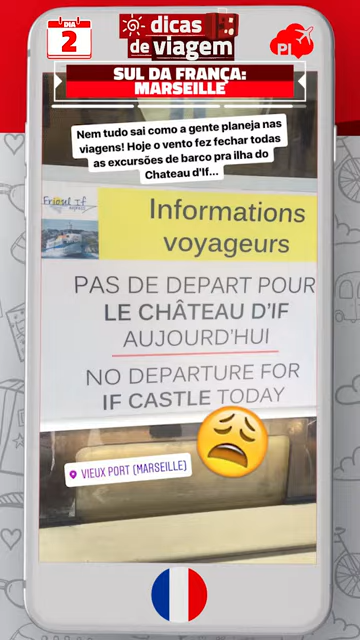 DIA
2
dicas
de viagem
PI
SUL DA FRANÇA:
MARSEILLE
Nem tudo sai como a gente planeja nas
viagens! Hoje o vento fez fechar todas
as excursões de barco pra ilha do
Chateau d'If...
Frioul If
express
Informations
voyageurs
PAS DE DEPART POUR
LE CHÂTEAU D'IF
AUJOURD'HUI
NO DEPARTURE FOR
IF CASTLE TODAY
VIEUX PORT (MARSEILLE)